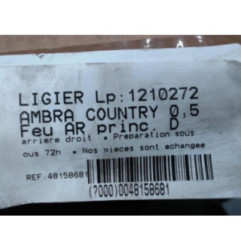 LIGIER Lp:1210272
AMBRA COUNTRY 0,5
Feu AR princ. D
arriere droit • Preparation sous
ous 72h • Nos pieces sont echangee
REF:48158681
(?000)0048158681